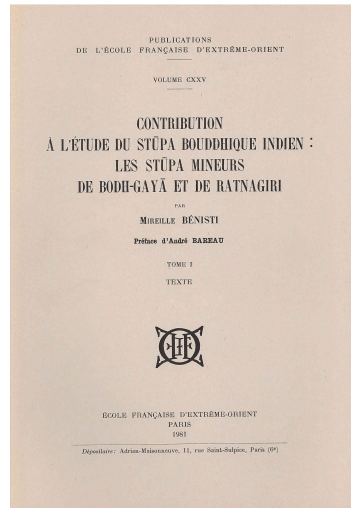 PUBLICATIONS
DE L'ÉCOLE FRANÇAISE D'EXTRÊME-ORIENT
VOLUME CXXV
CONTRIBUTION
À L'ÉTUDE DU STŪPA BOUDDHIQUE INDIEN :
LES STŪPA MINEURS
DE BODH-GAYĀ ET DE RATNAGIRI
PAR
MIREILLE BÉNISTI
Préface d'André BAREAU
TOME I
TEXTE
ÉCOLE FRANÇAISE D'EXTRÊME-ORIENT
PARIS
1981
Dépositaire : Adrien-Maisonneuve, 11, rue Saint-Sulpice, Paris (6e)